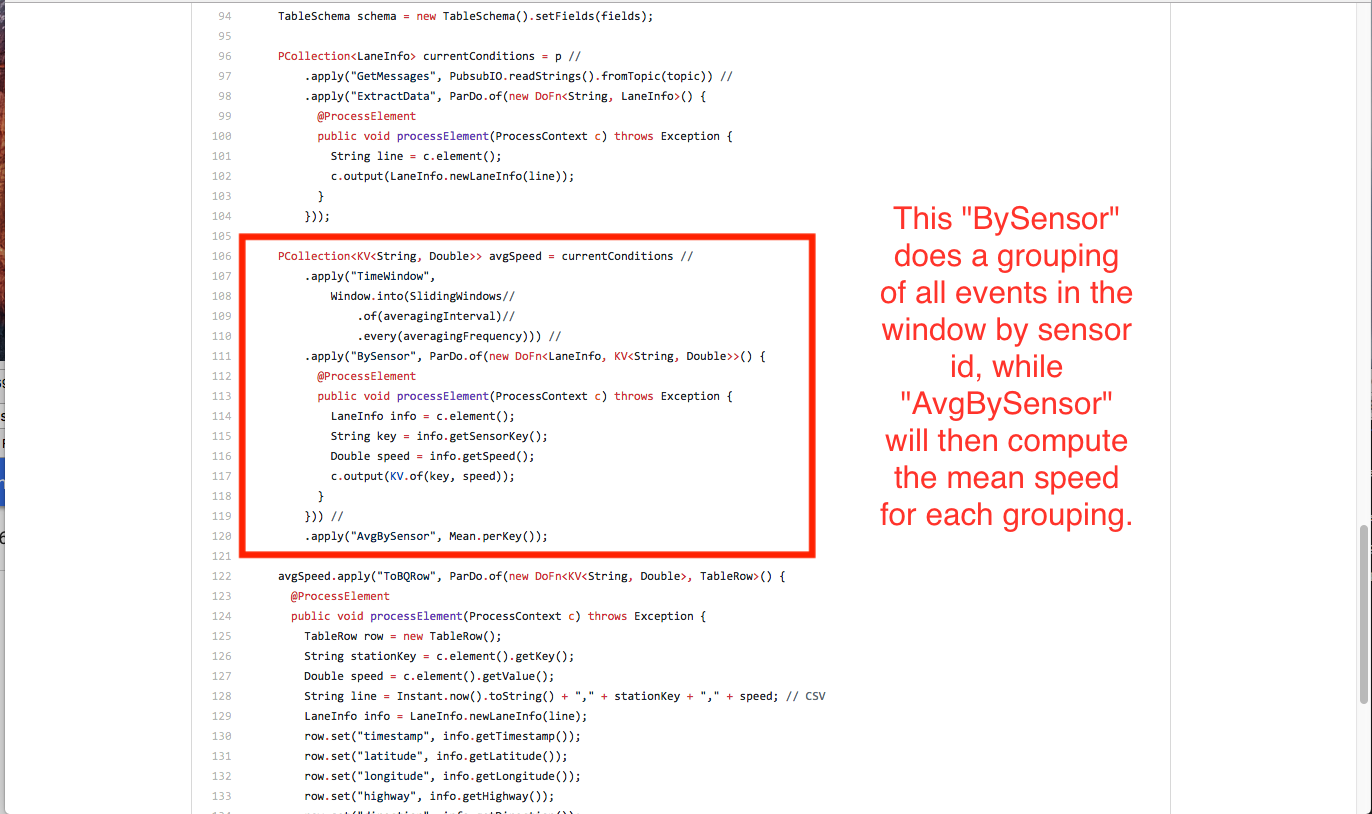 94 TableSchema schema = new TableSchema().setFields(fields);
95
96 PCollection<LaneInfo> currentConditions = p //
97 .apply("GetMessages", PubsubIO.readStrings().fromTopic(topic)) //
98 .apply("ExtractData", ParDo.of(new DoFn<String, LaneInfo>() {
99 @ProcessElement
100 public void processElement(ProcessContext c) throws Exception {
101 String line = c.element();
102 c.output(LaneInfo.newLaneInfo(line));
103 }
104 }));
105
106 PCollection<KV<String, Double>> avgSpeed = currentConditions //
107 .apply("TimeWindow",
108 Window.into(SlidingWindows//
109 .of(averagingInterval)//
110 .every(averagingFrequency))) //
111 .apply("BySensor", ParDo.of(new DoFn<LaneInfo, KV<String, Double>>() {
112 @ProcessElement
113 public void processElement(ProcessContext c) throws Exception {
114 LaneInfo info = c.element();
115 String key = info.getSensorKey();
116 Double speed = info.getSpeed();
117 c.output(KV.of(key, speed));
118 }
119 })) //
120 .apply("AvgBySensor", Mean.perKey());
121
122 avgSpeed.apply("ToBQRow", ParDo.of(new DoFn<KV<String, Double>, TableRow>() {
123 @ProcessElement
124 public void processElement(ProcessContext c) throws Exception {
125 TableRow row = new TableRow();
126 String stationKey = c.element().getKey();
127 Double speed = c.element().getValue();
128 String line = Instant.now().toString() + "," + stationKey + "," + speed; // CSV
129 LaneInfo info = LaneInfo.newLaneInfo(line);
130 row.set("timestamp", info.getTimestamp());
131 row.set("latitude", info.getLatitude());
132 row.set("longitude", info.getLongitude());
133 row.set("highway", info.getHighway());
This "BySensor"
does a grouping
of all events in the
window by sensor
id, while
"AvgBySensor"
will then compute
the mean speed
for each grouping.